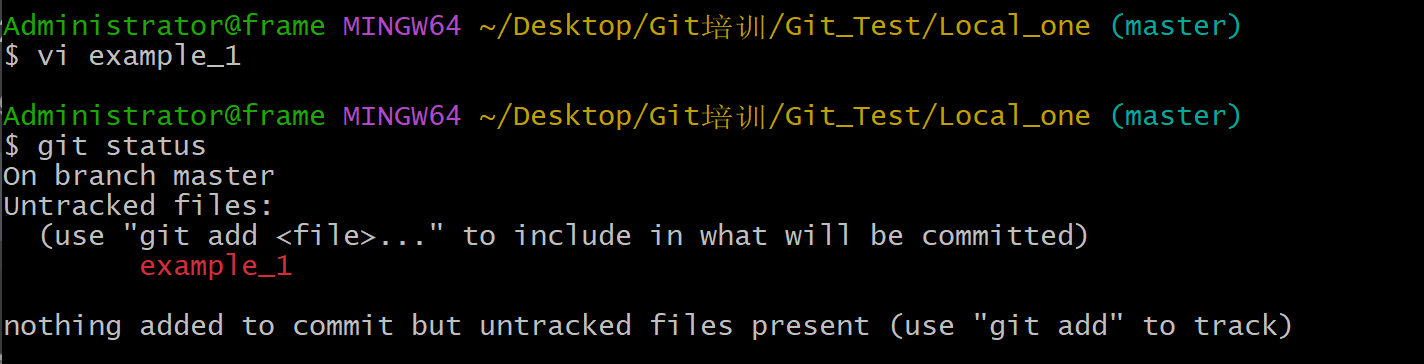 Administrator@frame MINGW64 ~/Desktop/Git培训/Git_Test/Local_one (master)
$ vi example_1
Administrator@frame MINGW64 ~/Desktop/Git培训/Git_Test/Local_one (master)
$ git status
On branch master
Untracked files:
  (use "git add <file>..." to include in what will be committed)
        example_1
nothing added to commit but untracked files present (use "git add" to track)